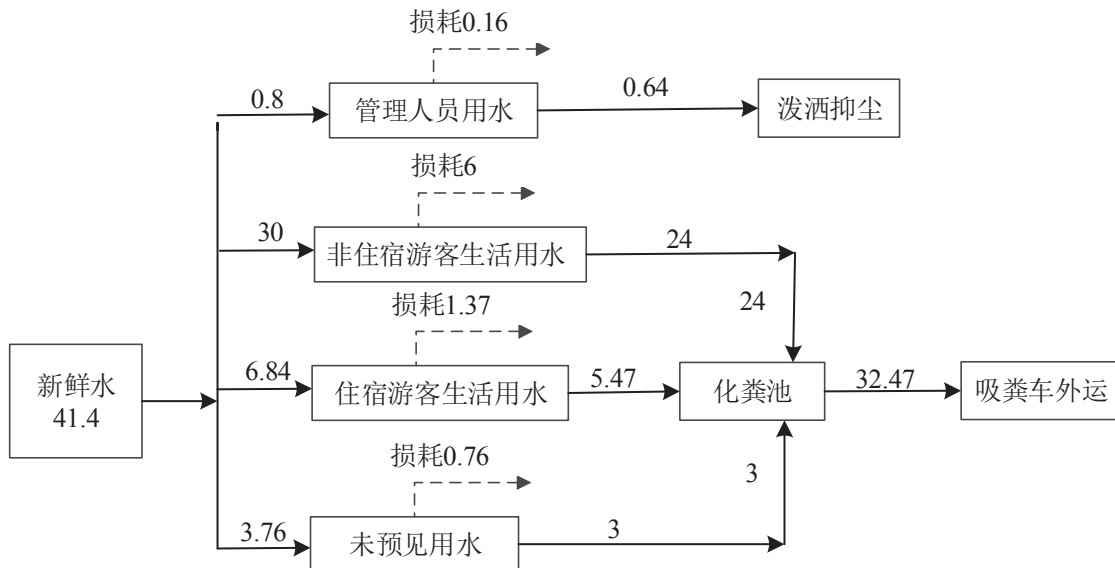 损耗0.16
0.8
管理人员用水
0.64
泼洒抑尘
损耗6
30
非住宿游客生活用水
24
24
损耗1.37
新鲜水
41.4
6.84
住宿游客生活用水
5.47
化粪池
32.47
吸粪车外运
损耗0.76
3
3.76
未预见用水
3